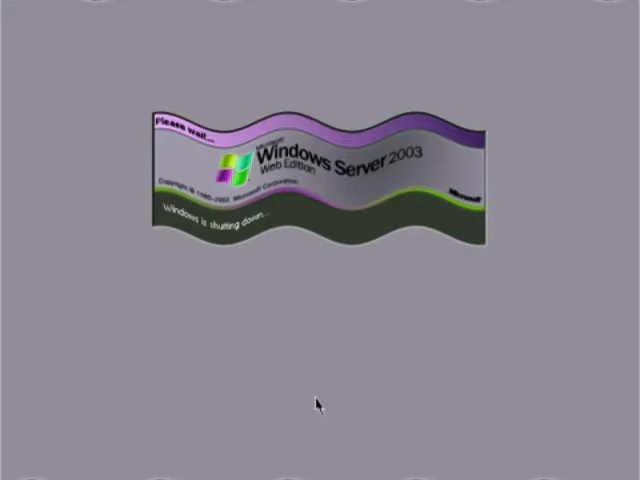 Please wait...
Microsoft
Windows Server 2003
Web Edition
Copyright © 1985-2003 Microsoft Corporation
Microsoft
Windows is shutting down...